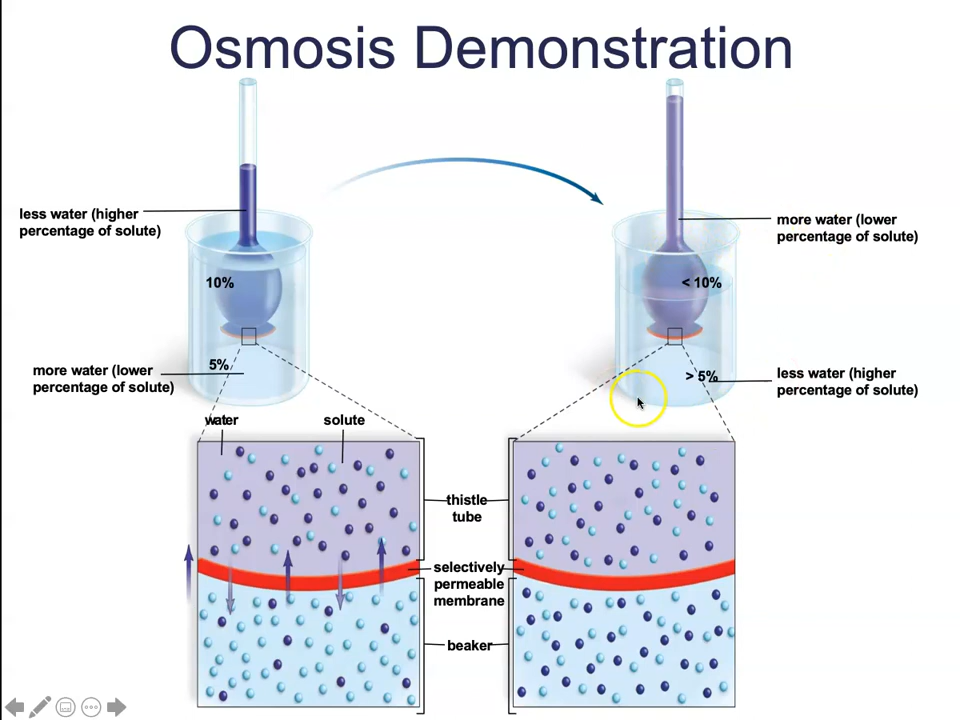 Osmosis Demonstration
less water (higher
percentage of solute)
10%
more water (lower
percentage of solute)
5%
more water (lower
percentage of solute)
< 10%
less water (higher
percentage of solute)
> 5%
water
solute
thistle
tube
selectively
permeable
membrane
beaker